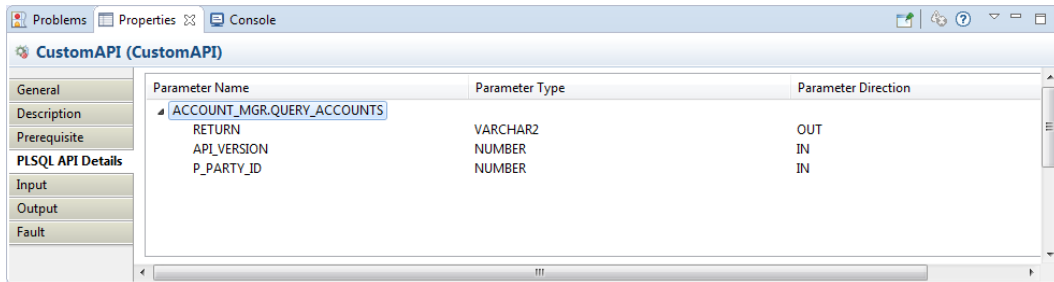 Problems Properties Console
CustomAPI (CustomAPI)
General
Description
Prerequisite
PLSQL API Details
Input
Output
Fault
Parameter Name Parameter Type Parameter Direction
ACCOUNT_MGR.QUERY_ACCOUNTS
RETURN VARCHAR2 OUT
API_VERSION NUMBER IN
P_PARTY_ID NUMBER IN